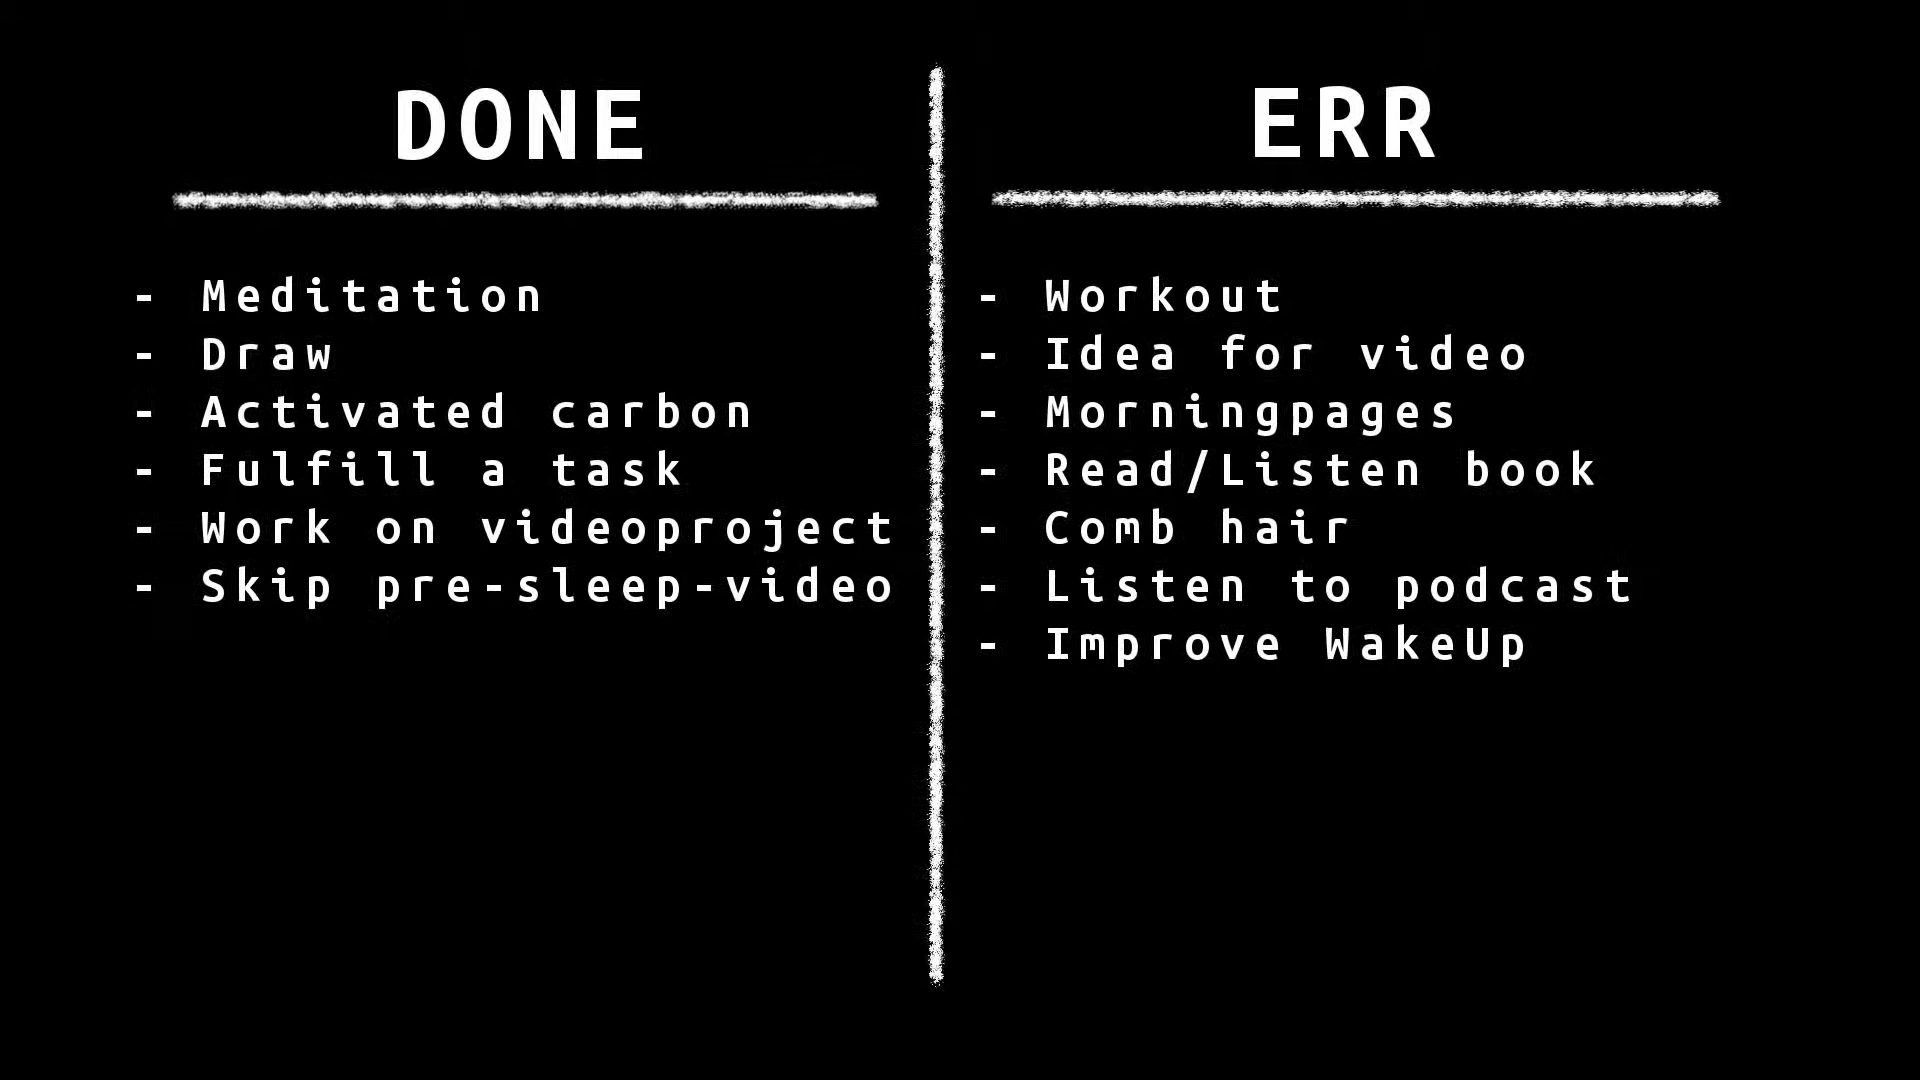 DONE
- Meditation
- Draw
- Activated carbon
- Fulfill a task
- Work on videoproject
- Skip pre-sleep-video
ERR
- Workout
- Idea for video
- Morningpages
- Read/Listen book
- Comb hair
- Listen to podcast
- Improve WakeUp